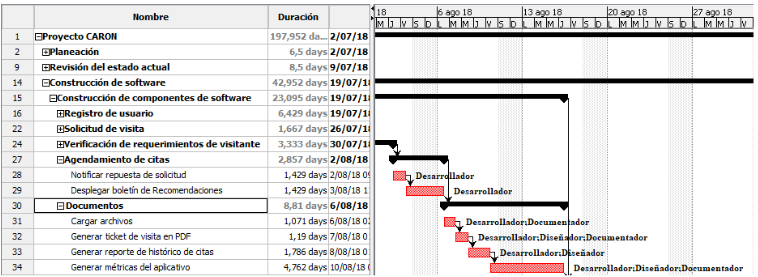 Nombre Duración
18 6 ago 18 13 ago 18 20 ago 18 27 ago 18
M J V S D L M M J V S D L M M J V S D L M M J V S D L M M J V
1 Proyecto CARON 197,952 da... 2/07/18
2 Planeación 6,5 days 2/07/18
9 Revisión del estado actual 8,5 days 9/07/18
14 Construcción de software 42,952 days 19/07/18
15 Construcción de componentes de software 23,095 days 19/07/18
16 Registro de usuario 6,429 days 19/07/18
22 Solicitud de visita 1,667 days 26/07/18
24 Verificación de requerimientos de visitante 3,333 days 30/07/18
27 Agendamiento de citas 2,857 days 2/08/18
28 Notificar repuesta de solicitud 1,429 days 2/08/18 09 Desarrollador
29 Desplegar boletín de Recomendaciones 1,429 days 3/08/18 1 Desarrollador
30 Documentos 8,81 days 6/08/18
31 Cargar archivos 1,071 days 6/08/18 0 Desarrollador;Documentador
32 Generar ticket de visita en PDF 1,19 days 7/08/18 0 Desarrollador;Diseñador;Documentador
33 Generar reporte de histórico de citas 1,786 days 8/08/18 0 Desarrollador;Diseñador
34 Generar métricas del aplicativo 4,762 days 10/08/18 Desarrollador;Diseñador;Documentador